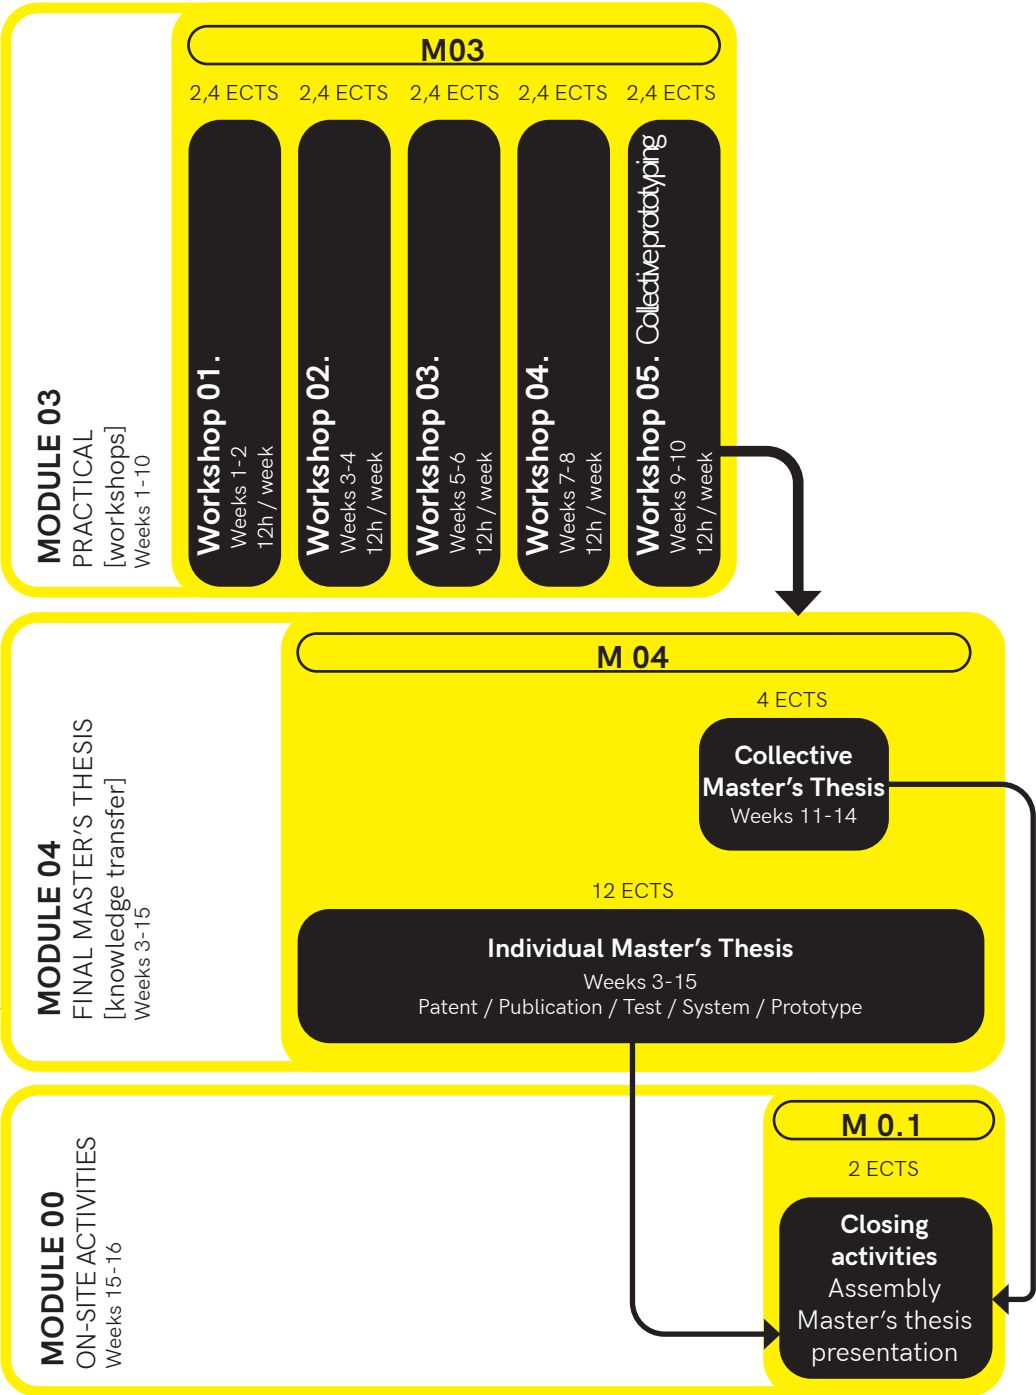 MODULE 03
PRACTICAL
[workshops]
Weeks 1-10
M03
2,4 ECTS
2,4 ECTS
2,4 ECTS
2,4 ECTS
2,4 ECTS
Workshop 01.
Weeks 1-2
12h / week
Workshop 02.
Weeks 3-4
12h / week
Workshop 03.
Weeks 5-6
12h / week
Workshop 04.
Weeks 7-8
12h / week
Workshop 05. Collective prototyping
Weeks 9-10
12h / week
MODULE 04
FINAL MASTER’S THESIS
[knowledge transfer]
Weeks 3-15
M 04
4 ECTS
Collective
Master’s Thesis
Weeks 11-14
12 ECTS
Individual Master’s Thesis
Weeks 3-15
Patent / Publication / Test / System / Prototype
MODULE 00
ON-SITE ACTIVITIES
Weeks 15-16
M 0.1
2 ECTS
Closing
activities
Assembly
Master’s thesis
presentation